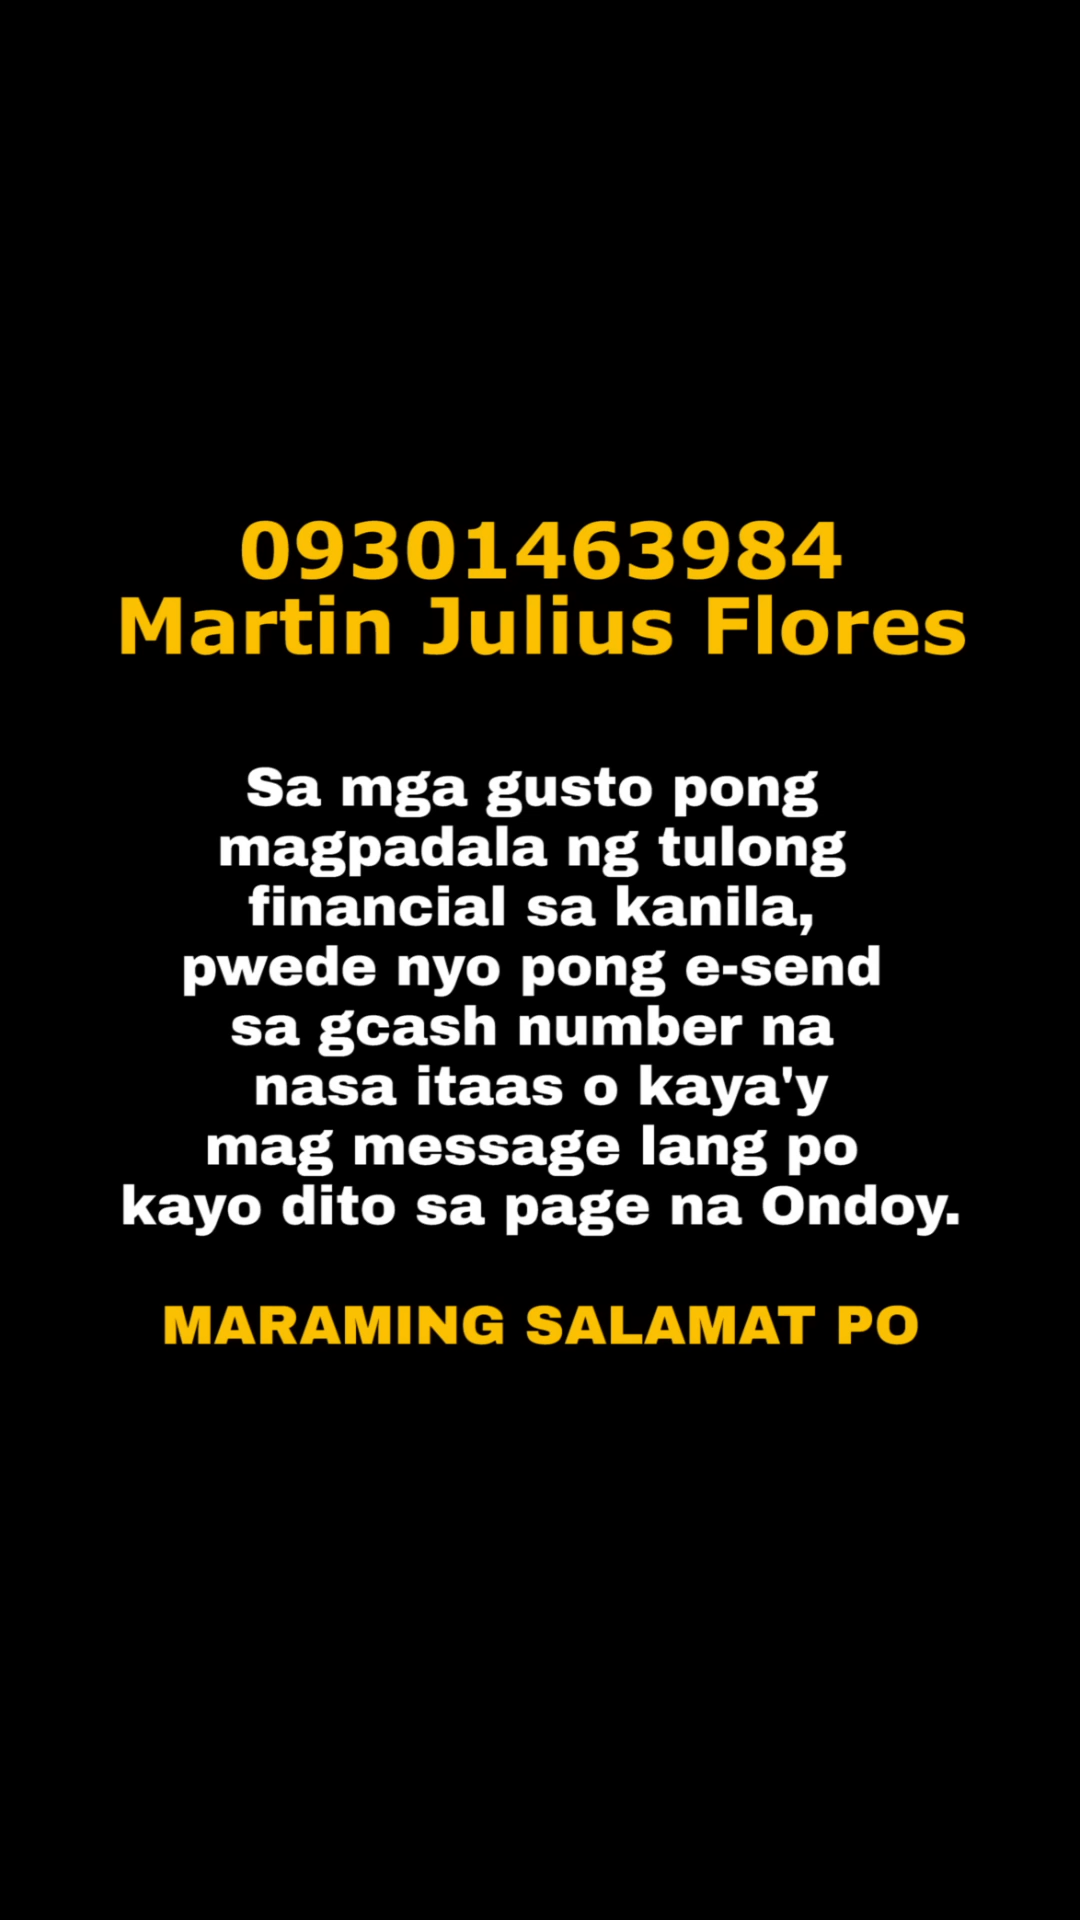 09301463984
Martin Julius Flores
Sa mga gusto pong
magpadala ng tulong
financial sa kanila,
pwede nyo pong e-send
sa gcash number na
nasa itaas o kaya'y
mag message lang po
kayo dito sa page na Ondoy.
MARAMING SALAMAT PO